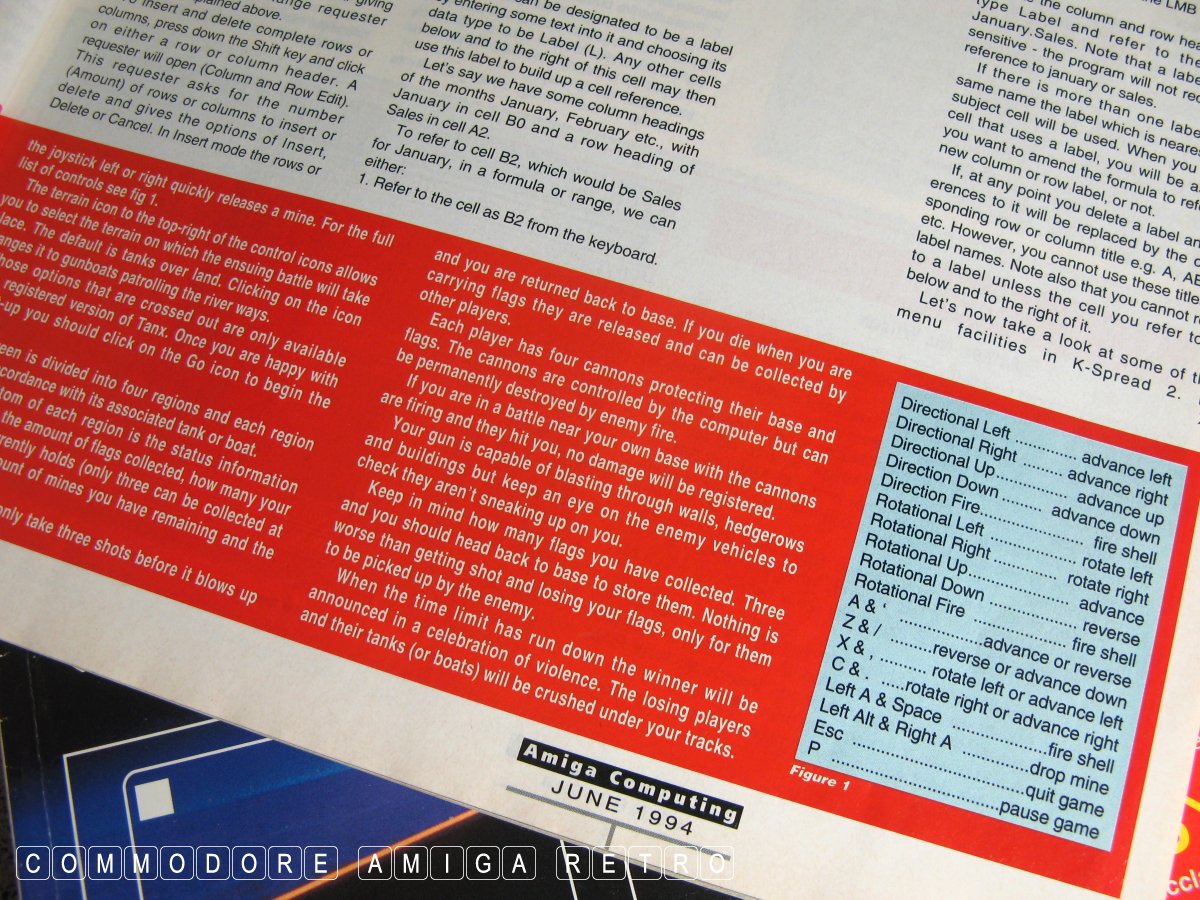 range requester
explained above.
insert and delete complete rows or
columns, press down the Shift key and click
on either a row or column header. A
requester will open (Column and Row Edit).
This requester asks for the number
(Amount) of rows or columns to insert or
delete and gives the options of Insert,
Delete or Cancel. In Insert mode the rows or
can be designated to be a label
by entering some text into it and choosing its
data type to be Label (L). Any other cells
below and to the right of this cell may then
use this label to build up a cell reference.
Let's say we have some column headings
of the months January, February etc., with
January in cell B0 and a row heading of
Sales in cell A2.
To refer to cell B2, which would be Sales
for January, in a formula or range, we can
either:
1. Refer to the cell as B2 from the keyboard.
the LMB
the column and row
type Label and refer to the
January.Sales. Note that a
sensitive - the program will not
reference to january or sales.
If there is more than one
same name the label which is
subject cell will be used. When you
cell that uses a label, you will be
you want to amend the formula to
new column or row label, or not.
If, at any point you delete a label
erences to it will be replaced by the
sponding row or column title e.g. A,
etc. However, you cannot use these
label names. Note also that you cannot
to a label unless the cell you refer to
below and to the right of it.
Let's now take a look at some of
menu facilities in K-Spread 2.
the joystick left or right quickly releases a mine. For the full
list of controls see fig 1.
The terrain icon to the top-right of the control icons allows
you to select the terrain on which the ensuing battle will take
The default is tanks over land. Clicking on the icon
it to gunboats patrolling the river ways.
options that are crossed out are only available
registered version of Tanx. Once you are happy with
you should click on the Go icon to begin the
is divided into four regions and each region
with its associated tank or boat.
of each region is the status information
the amount of flags collected, how many your
holds (only three can be collected at
of mines you have remaining and the
only take three shots before it blows up
and you are returned back to base. If you die when you are
carrying flags they are released and can be collected by
other players.
Each player has four cannons protecting their base and
flags. The cannons are controlled by the computer but can
be permanently destroyed by enemy fire.
If you are in a battle near your own base with the cannons
are firing and they hit you, no damage will be registered.
Your gun is capable of blasting through walls, hedgerows
and buildings but keep an eye on the enemy vehicles to
check they aren't sneaking up on you.
Keep in mind how many flags you have collected. Three
and you should head back to base to store them. Nothing is
worse than getting shot and losing your flags, only for them
to be picked up by the enemy.
When the time limit has run down the winner will be
announced in a celebration of violence. The losing players
and their tanks (or boats) will be crushed under your tracks.
Directional Left ............... advance left
Directional Right ......... advance right
Directional Up................ advance up
Direction Down.......... advance down
Direction Fire..................... fire shell
Rotational Left .................. rotate left
Rotational Right ............. rotate right
Rotational Up..................... advance
Rotational Down ................. reverse
Rotational Fire .................. fire shell
A & ‘ .................advance or reverse
Z & / .........reverse or advance down
X & , .......... rotate left or advance left
C & . .....rotate right or advance right
Left A & Space ...................fire shell
Left Alt & Right A ..............drop mine
Esc ...................................quit game
P ...................................pause game
Figure 1
Amiga Computing
JUNE 1994
COMMODORE AMIGA RETRO